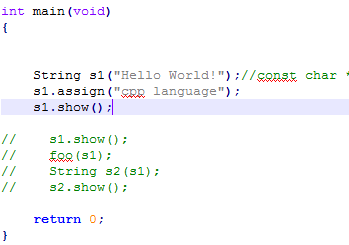 int main(void)
{
String s1("Hello World!");//const char *
s1.assign("cpp language");
s1.show();
// s1.show();
// foo(s1);
// String s2(s1);
// s2.show();
return 0;
}